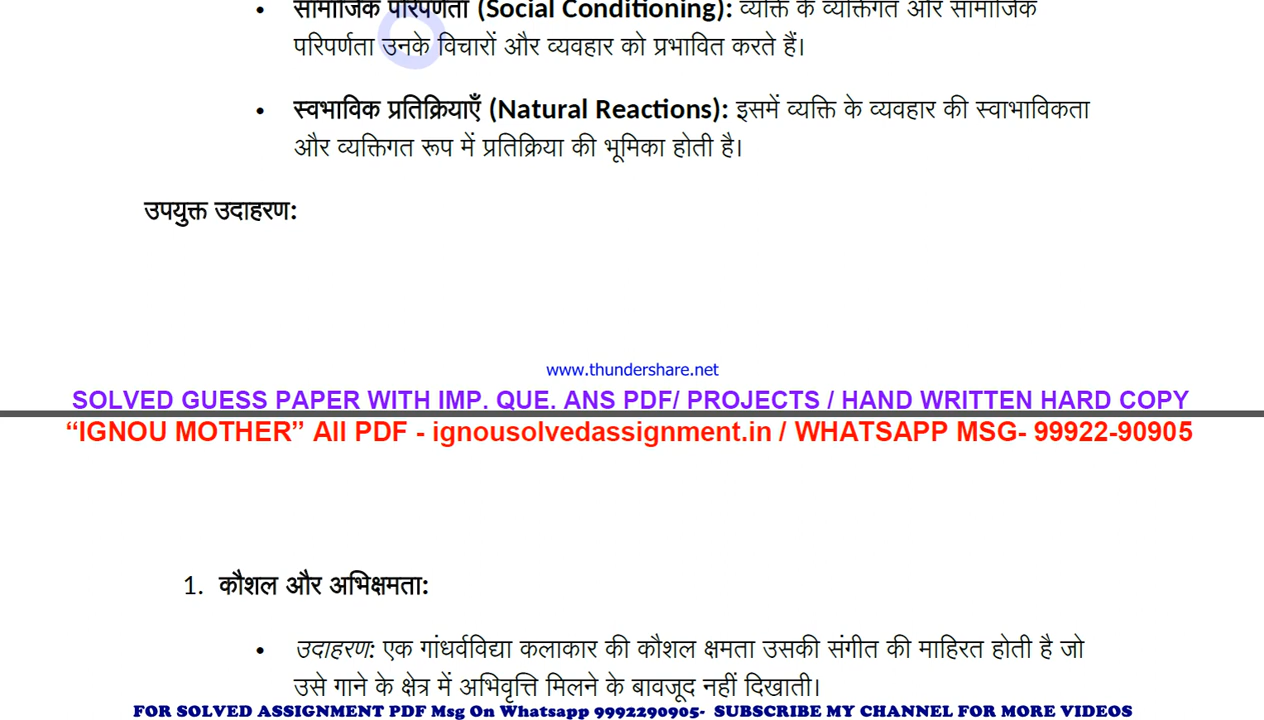 • सामाजिक परिपर्णता (Social Conditioning): व्यक्ति के व्यक्तिगत और सामाजिक
परिपर्णता उनके विचारों और व्यवहार को प्रभावित करते हैं।
• स्वभाविक प्रतिक्रियाएँ (Natural Reactions): इसमें व्यक्ति के व्यवहार की स्वाभाविकता
और व्यक्तिगत रूप में प्रतिक्रिया की भूमिका होती है।
उपयुक्त उदाहरण:
www.thundershare.net
SOLVED GUESS PAPER WITH IMP. QUE. ANS PDF/ PROJECTS / HAND WRITTEN HARD COPY
“IGNOU MOTHER” All PDF - ignousolvedassignment.in / WHATSAPP MSG- 99922-90905
1. कौशल और अभिक्षमता:
• उदाहरण: एक गांधर्वविद्या कलाकार की कौशल क्षमता उसकी संगीत की माहिरत होती है जो
उसे गाने के क्षेत्र में अभिवृत्ति मिलने के बावजूद नहीं दिखाती।
FOR SOLVED ASSIGNMENT PDF Msg On Whatsapp 9992290905- SUBSCRIBE MY CHANNEL FOR MORE VIDEOS